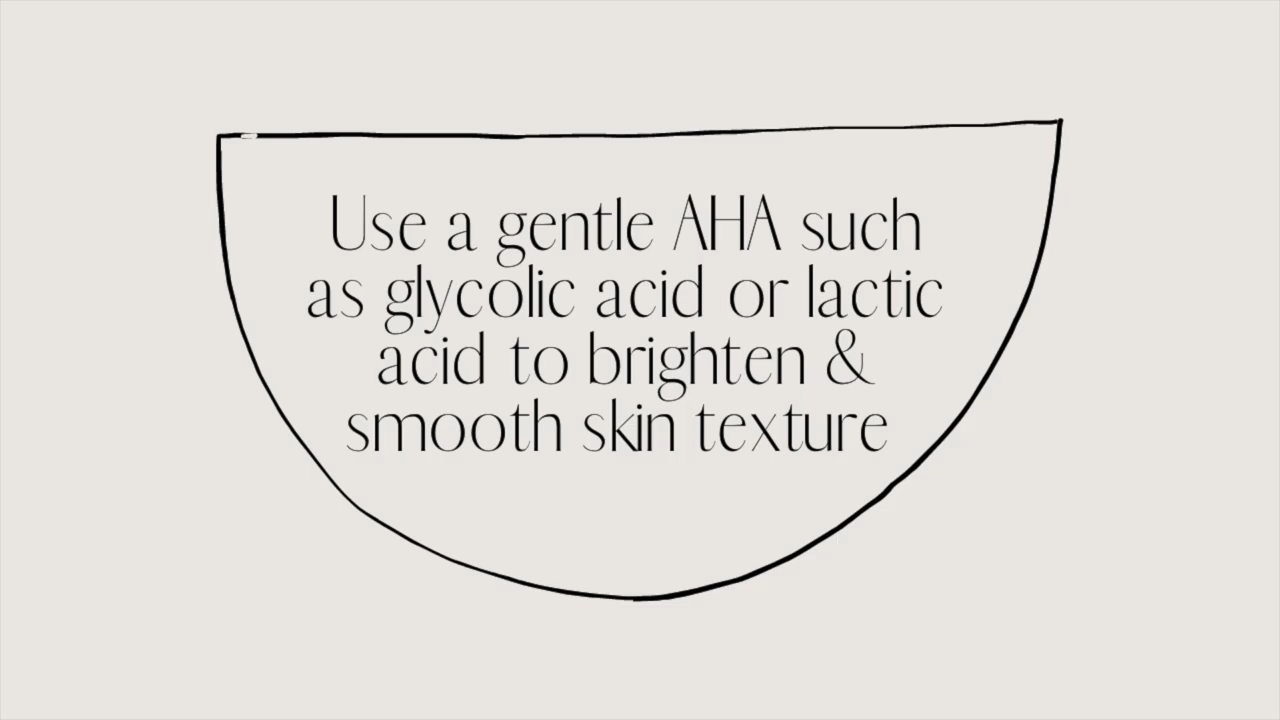 Use a gentle AHA such
as glycolic acid or lactic
acid to brighten &
smooth skin texture